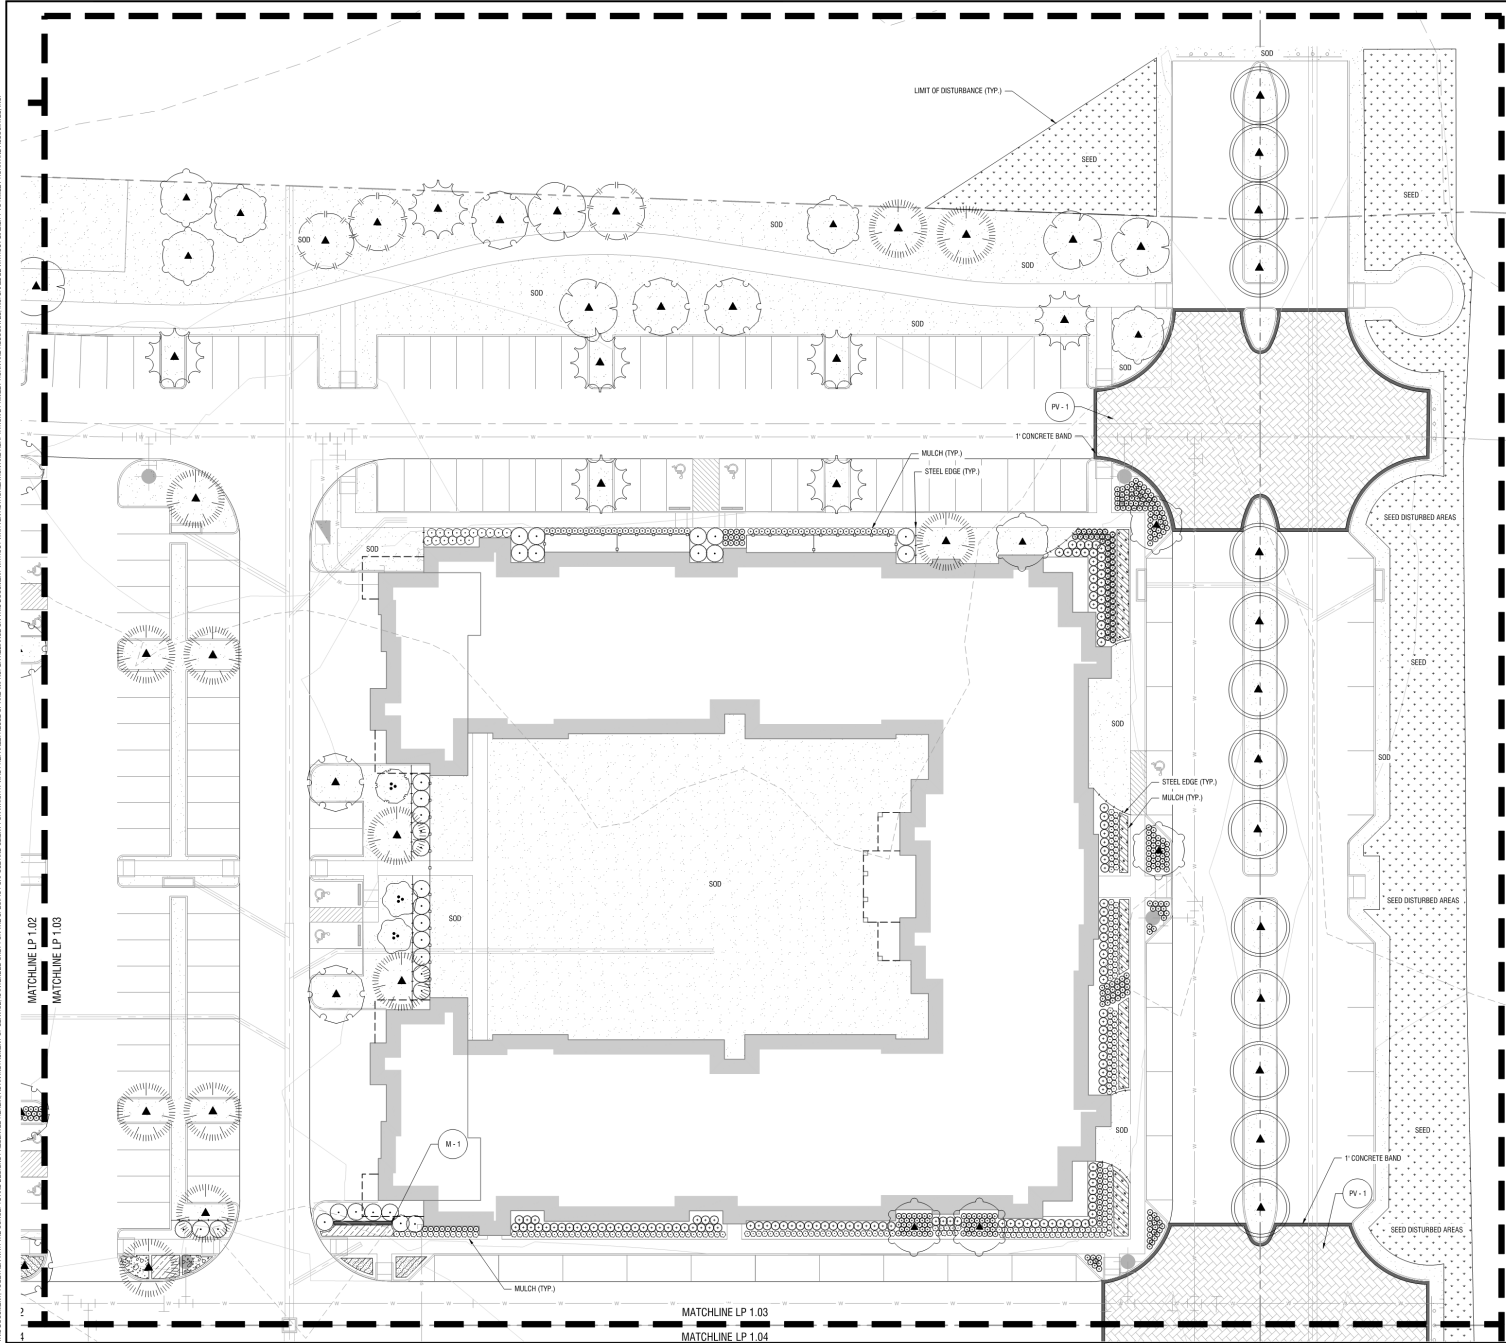 SOD
LIMIT OF DISTURBANCE (TYP.)
SEED
SEED
SOD
SOD
SOD
SOD
SOD
SOD
PV - 1
1' CONCRETE BAND
MULCH (TYP.)
STEEL EDGE (TYP.)
SEED DISTURBED AREAS
SOD
SEED
SOD
SOD
STEEL EDGE (TYP.)
MULCH (TYP.)
SOD
SOD
SEED DISTURBED AREAS
MATCHLINE LP 1.02
MATCHLINE LP 1.03
SOD
SEED
M - 1
1' CONCRETE BAND
PV - 1
SEED DISTURBED AREAS
MULCH (TYP.)
MATCHLINE LP 1.03
MATCHLINE LP 1.04